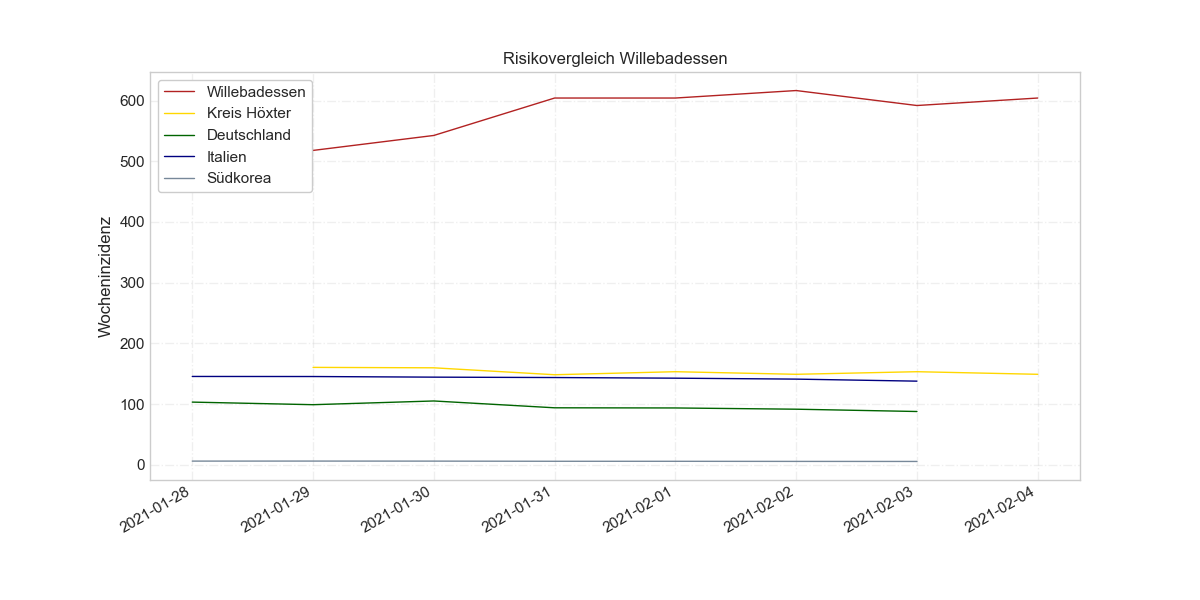 Risikovergleich Willebadessen
Willebadessen
Kreis Höxter
Deutschland
Italien
Südkorea
Wocheninzidenz
600
500
400
300
200
100
0
2021-01-28
2021-01-29
2021-01-30
2021-01-31
2021-02-01
2021-02-02
2021-02-03
2021-02-04